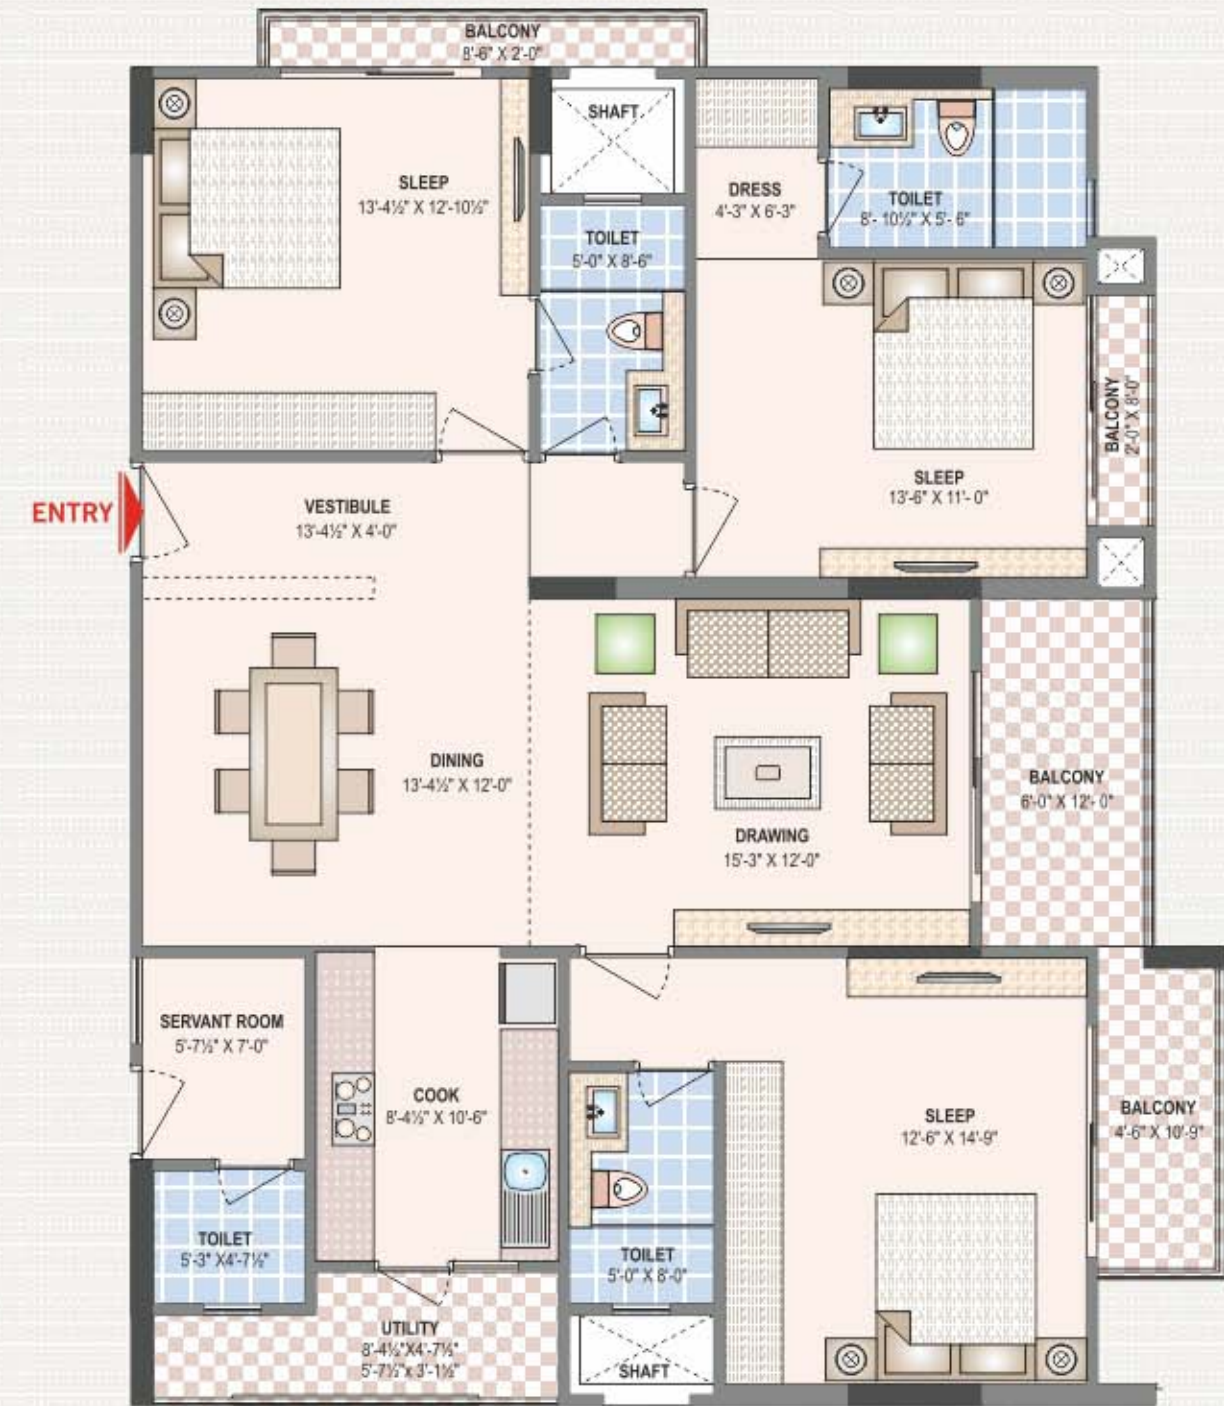 BALCONY
8'-6" X 2'-0"
SHAFT
SLEEP
13'-4½" X 12'-10½"
DRESS
4'-3" X 6'-3"
TOILET
8'- 10½" X 5'- 6"
TOILET
5'-0" X 8'-6"
BALCONY
2'-0" X 8'-0"
SLEEP
13'-6" X 11'- 0"
ENTRY
VESTIBULE
13'-4½" X 4'-0"
DINING
13'-4½" X 12'-0"
BALCONY
6'-0" X 12'- 0"
DRAWING
15'-3" X 12'-0"
SERVANT ROOM
5'-7½" X 7'-0"
COOK
8'-4½" X 10'-6"
SLEEP
12'-6" X 14'-9"
BALCONY
4'-6" X 10'-9"
TOILET
5'-3" X4'-7½"
TOILET
5'-0" X 8'-0"
UTILITY
8'-4½"X4'-7½"
5'-7½"x 3'-1½"
SHAFT